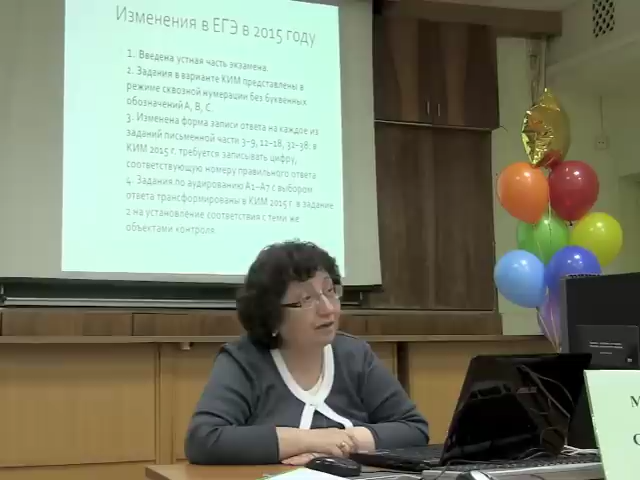 Изменения в ЕГЭ в 2015 году
1. Введена устная часть экзамена.
2. Задания в варианте КИМ представлены в
режиме сквозной нумерации без буквенных
обозначений А, В, С.
3. Изменена форма записи ответа на каждое из
заданий письменной части 3–9, 12–18, 32–38: в
КИМ 2015 г. требуется записывать цифру,
соответствующую номеру правильного ответа
4. Задания по аудированию А1–А7 с выбором
ответа трансформированы в КИМ 2015 г. в задание
2 на установление соответствия с теми же
объектами контроля
М